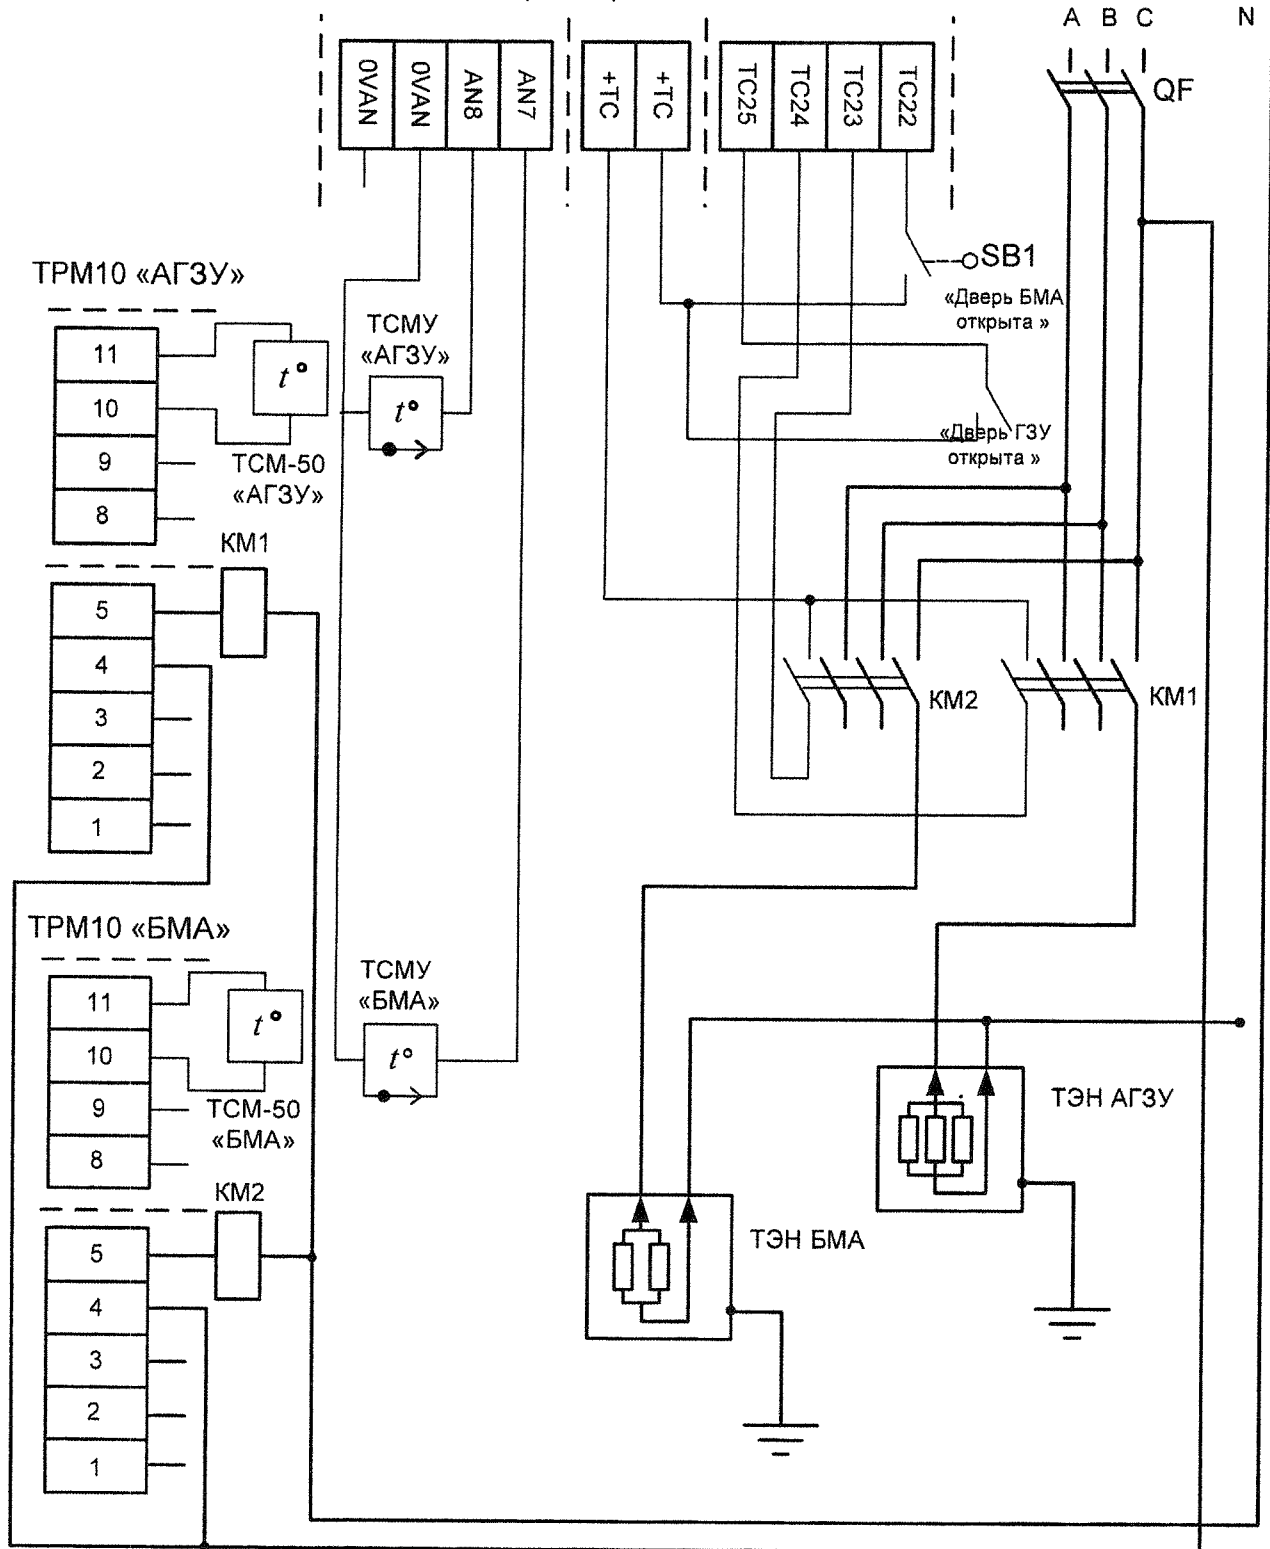 A B C N
QF
0VAN
0VAN
AN8
AN7
+TC
+TC
TC25
TC24
TC23
TC22
SB1
«Дверь БМА
открыта »
ТРМ10 «АГЗУ»
11
10
9
8
t°
ТСМ-50
«АГЗУ»
ТСМУ
«АГЗУ»
t°
«Дверь ГЗУ
открыта »
КМ1
5
4
3
2
1
КМ2
КМ1
ТРМ10 «БМА»
11
10
9
8
t°
ТСМ-50
«БМА»
ТСМУ
«БМА»
t°
ТЭН АГЗУ
ТЭН БМА
КМ2
5
4
3
2
1